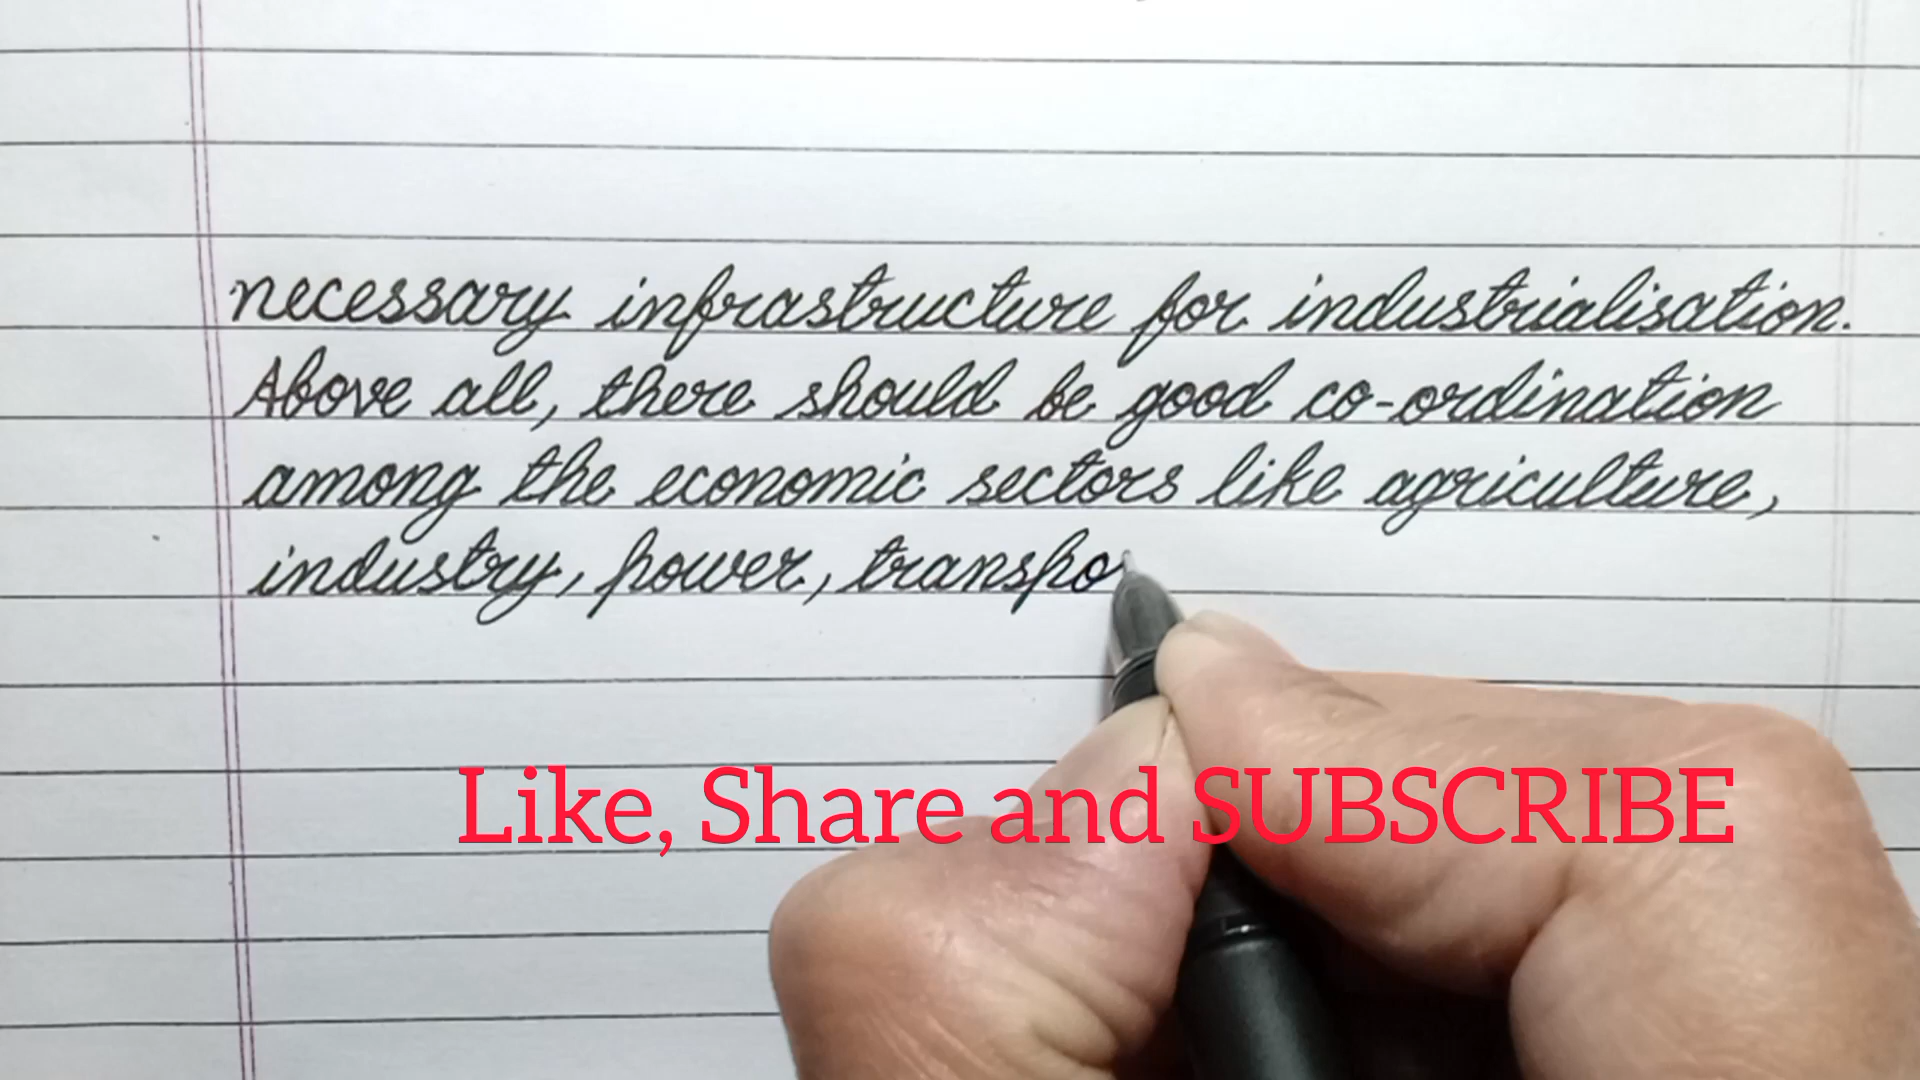 necessary infrastructure for industrialisation.
Above all, there should be good co-ordination
among the economic sectors like agriculture,
industry, power, transpo
Like, Share and SUBSCRIBE